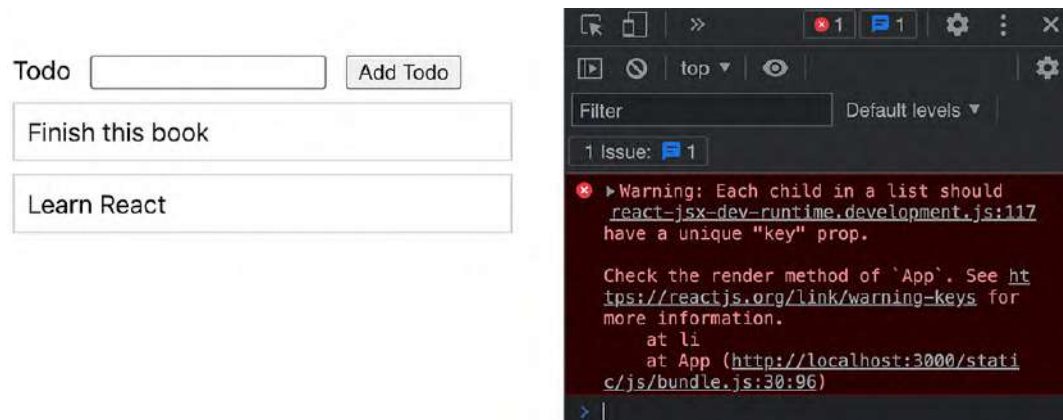 Todo Add Todo
Finish this book
Learn React
1 1
top
Filter Default levels
1 Issue: 1
Warning: Each child in a list should
react-jsx-dev-runtime.development.js:117
have a unique "key" prop.
Check the render method of `App`. See ht
tps://reactjs.org/link/warning-keys for
more information.
at li
at App (http://localhost:3000/stati
c/js/bundle.js:30:96)